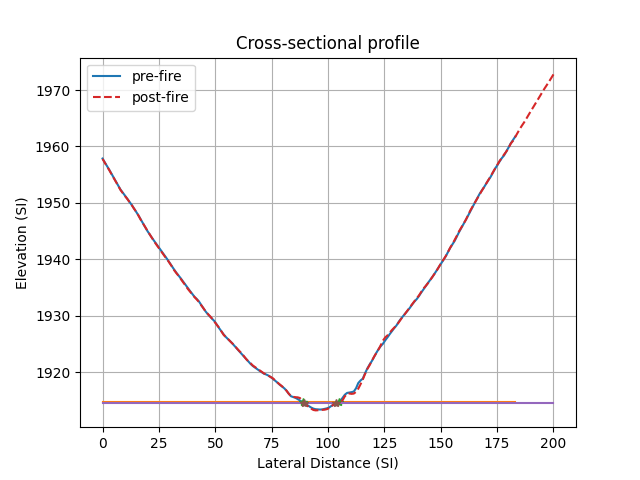 Cross-sectional profile
pre-fire
post-fire
1970
1960
1950
1940
1930
1920
Elevation (SI)
0 25 50 75 100 125 150 175 200
Lateral Distance (SI)